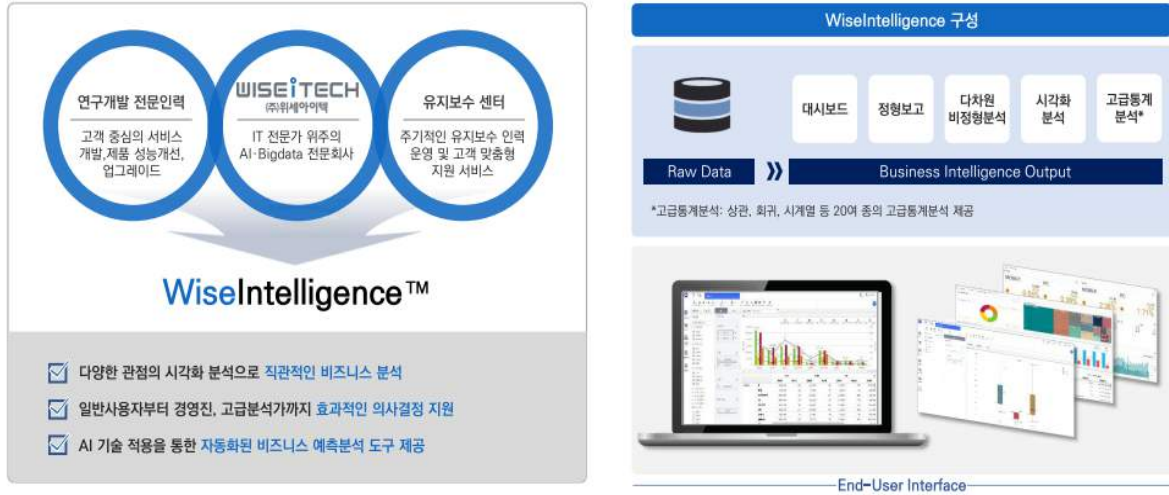 연구개발 전문인력
고객 중심의 서비스
개발,제품 성능개선,
업그레이드
WISEiTECH
(주)위세아이텍
IT 전문가 위주의
AI·Bigdata 전문회사
유지보수 센터
주기적인 유지보수 인력
운영 및 고객 맞춤형
지원 서비스
WiseIntelligence™
다양한 관점의 시각화 분석으로 직관적인 비즈니스 분석
일반사용자부터 경영진, 고급분석가까지 효과적인 의사결정 지원
AI 기술 적용을 통한 자동화된 비즈니스 예측분석 도구 제공
WiseIntelligence 구성
대시보드
정형보고
다차원
비정형분석
시각화
분석
고급통계
분석*
Raw Data
Business Intelligence Output
*고급통계분석: 상관, 회귀, 시계열 등 20여 종의 고급통계분석 제공
End-User Interface